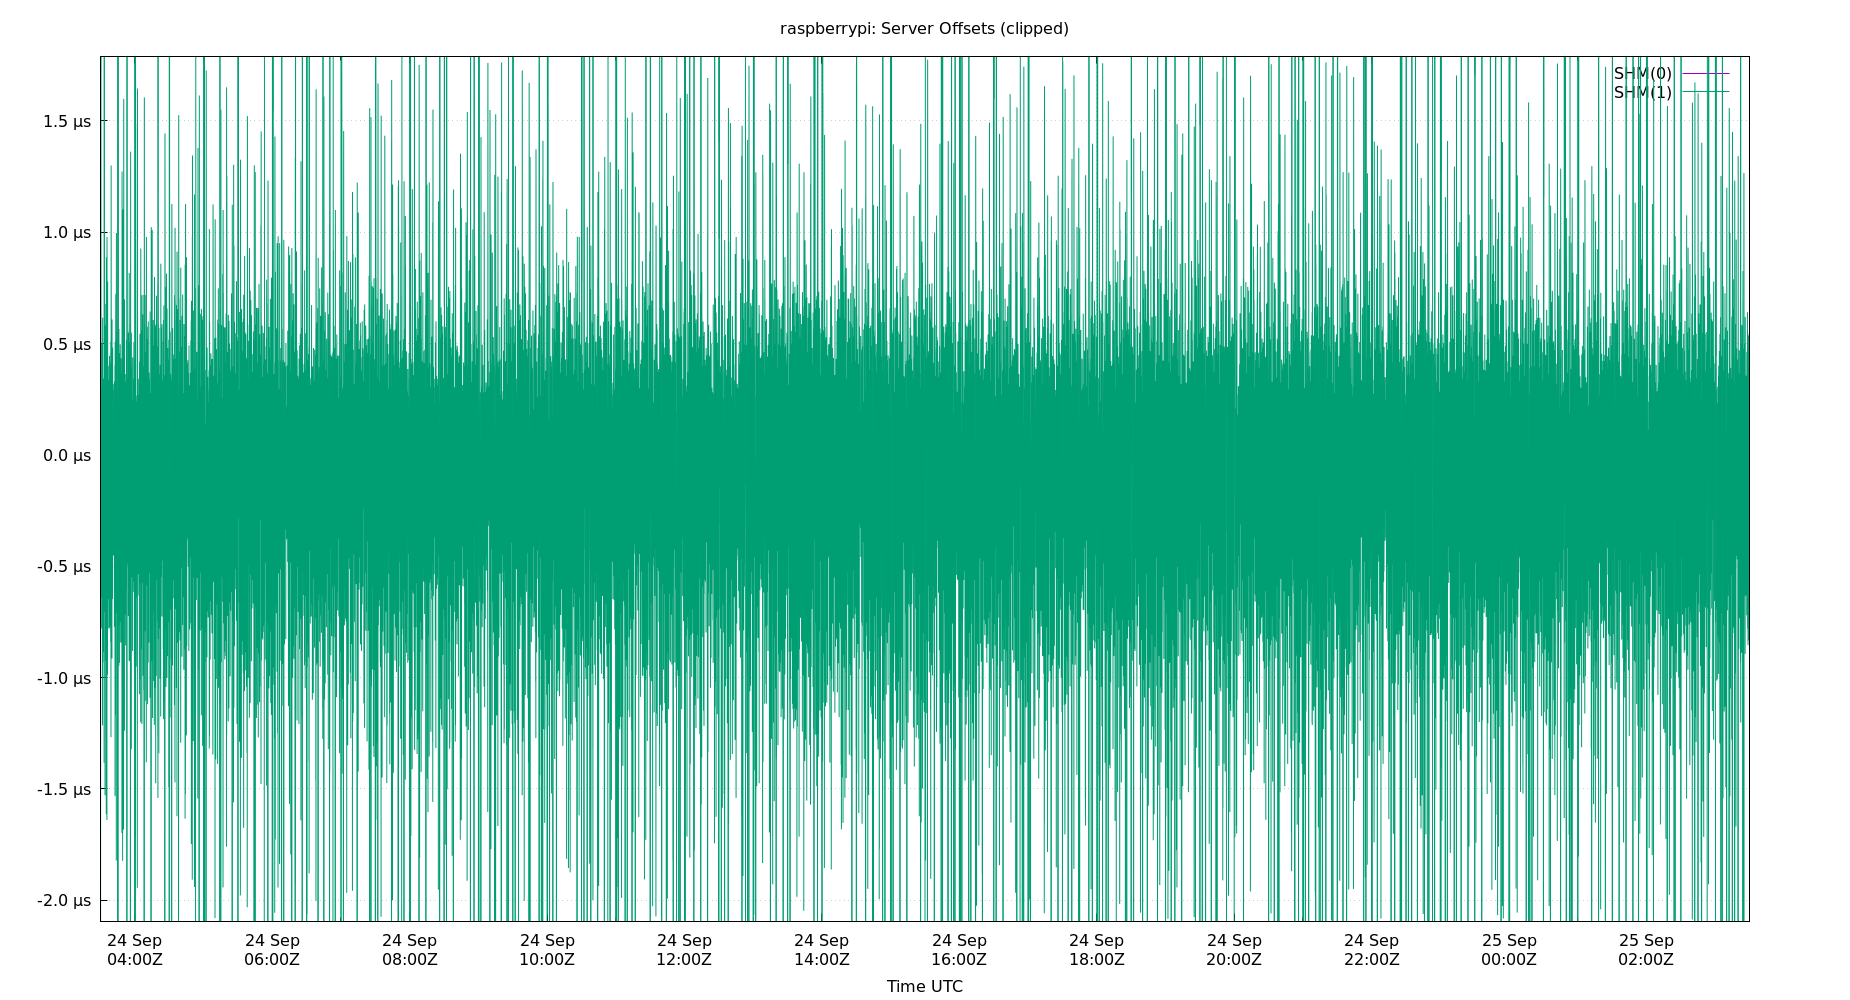 raspberrypi: Server Offsets (clipped)
SHM(0)
SHM(1)
1.5 µs
1.0 µs
0.5 µs
0.0 µs
-0.5 µs
-1.0 µs
-1.5 µs
-2.0 µs
24 Sep 24 Sep 24 Sep 24 Sep 24 Sep 24 Sep 24 Sep 24 Sep 24 Sep 24 Sep 25 Sep 25 Sep
04:00Z 06:00Z 08:00Z 10:00Z 12:00Z 14:00Z 16:00Z 18:00Z 20:00Z 22:00Z 00:00Z 02:00Z
Time UTC